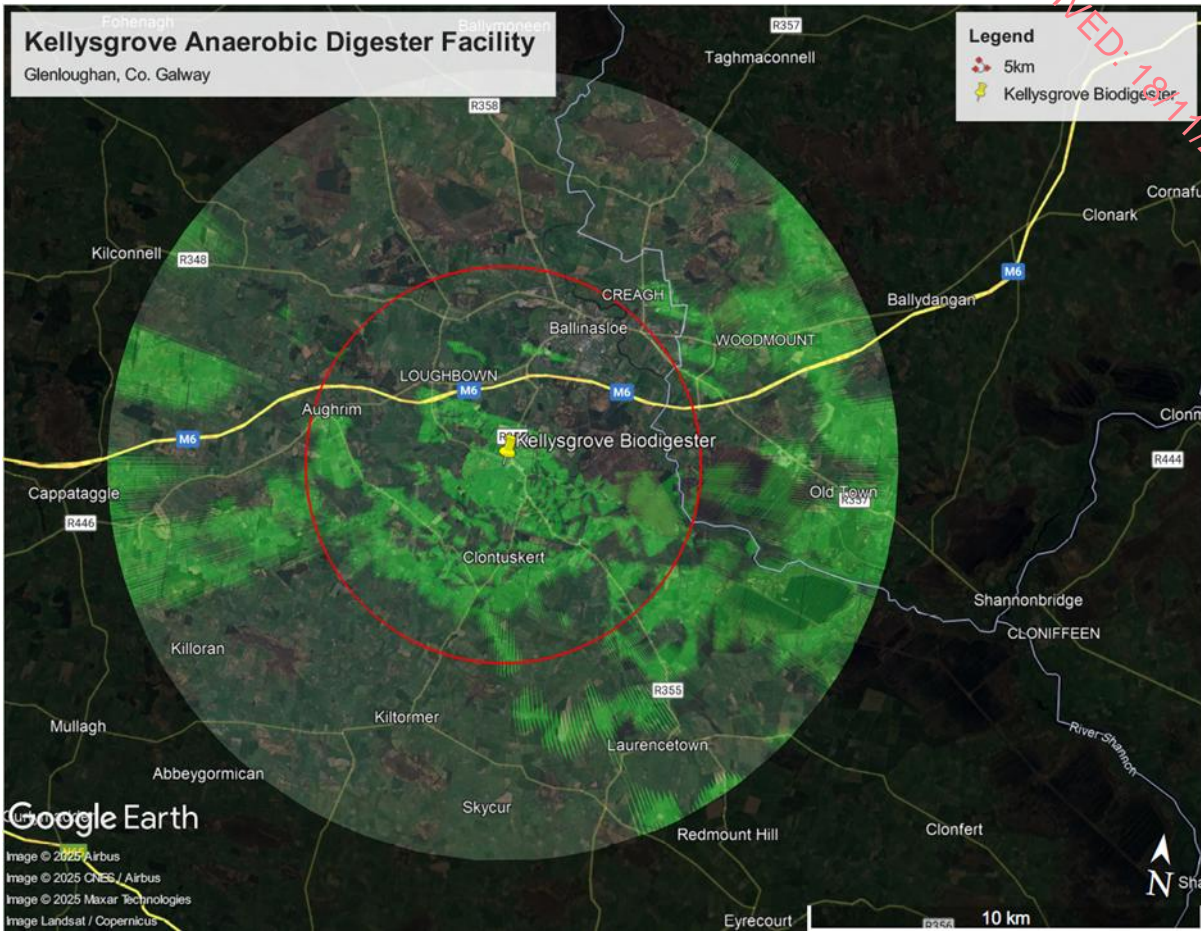 Kellysgrove Anaerobic Digester Facility
Glenloughan, Co. Galway
Legend
5km
Kellysgrove Biodigester
Fohenagh
Ballymoneen
R357
Taghmaconnell
R358
Cornafu
Clonark
Kilconnell
R348
M6
CREAGH
Ballydangan
Ballinasloe
WOODMOUNT
LOUGHBOWN
M6
M6
Aughrim
M6
Kellysgrove Biodigester
R444
Cappataggle
Old Town
R357
R446
Clontuskert
Shannonbridge
CLONIFFEEN
Killoran
R355
Kiltormer
Mullagh
Laurencetown
River Shannon
Abbeygormican
Skycur
Google Earth
Redmount Hill
Clonfert
Image © 2025 Airbus
Image © 2025 CNES / Airbus
N
Image © 2025 Maxar Technologies
Image Landsat / Copernicus
Eyrecourt
R356
10 km